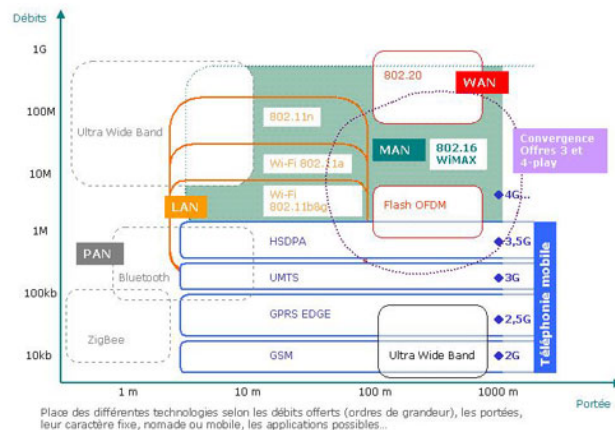 Débits
1G
802.20
WAN
Ultra Wide Band
100M
802.11n
MAN
802.16
WiMAX
Convergence
Offres 3 et
4-play
Wi-Fi 802.11a
10M
Wi-Fi
802.11b&g
Flash OFDM
4G...
LAN
1M
HSDPA
3,5G
PAN
Bluetooth
UMTS
3G
100kb
GPRS EDGE
2,5G
ZigBee
10kb
GSM
Ultra Wide Band
2G
Téléphonie mobile
1 m
10 m
100 m
1000 m
Portée
Place des différentes technologies selon les débits offerts (ordres de grandeur), les portées,
leur caractère fixe, nomade ou mobile, les applications possibles...